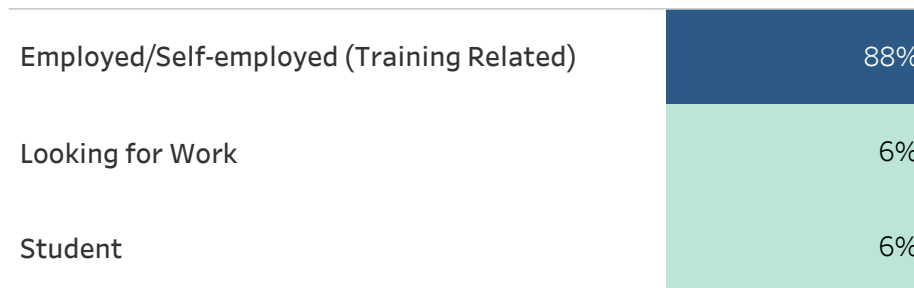 Employed/Self-employed (Training Related) 88%
Looking for Work 6%
Student 6%